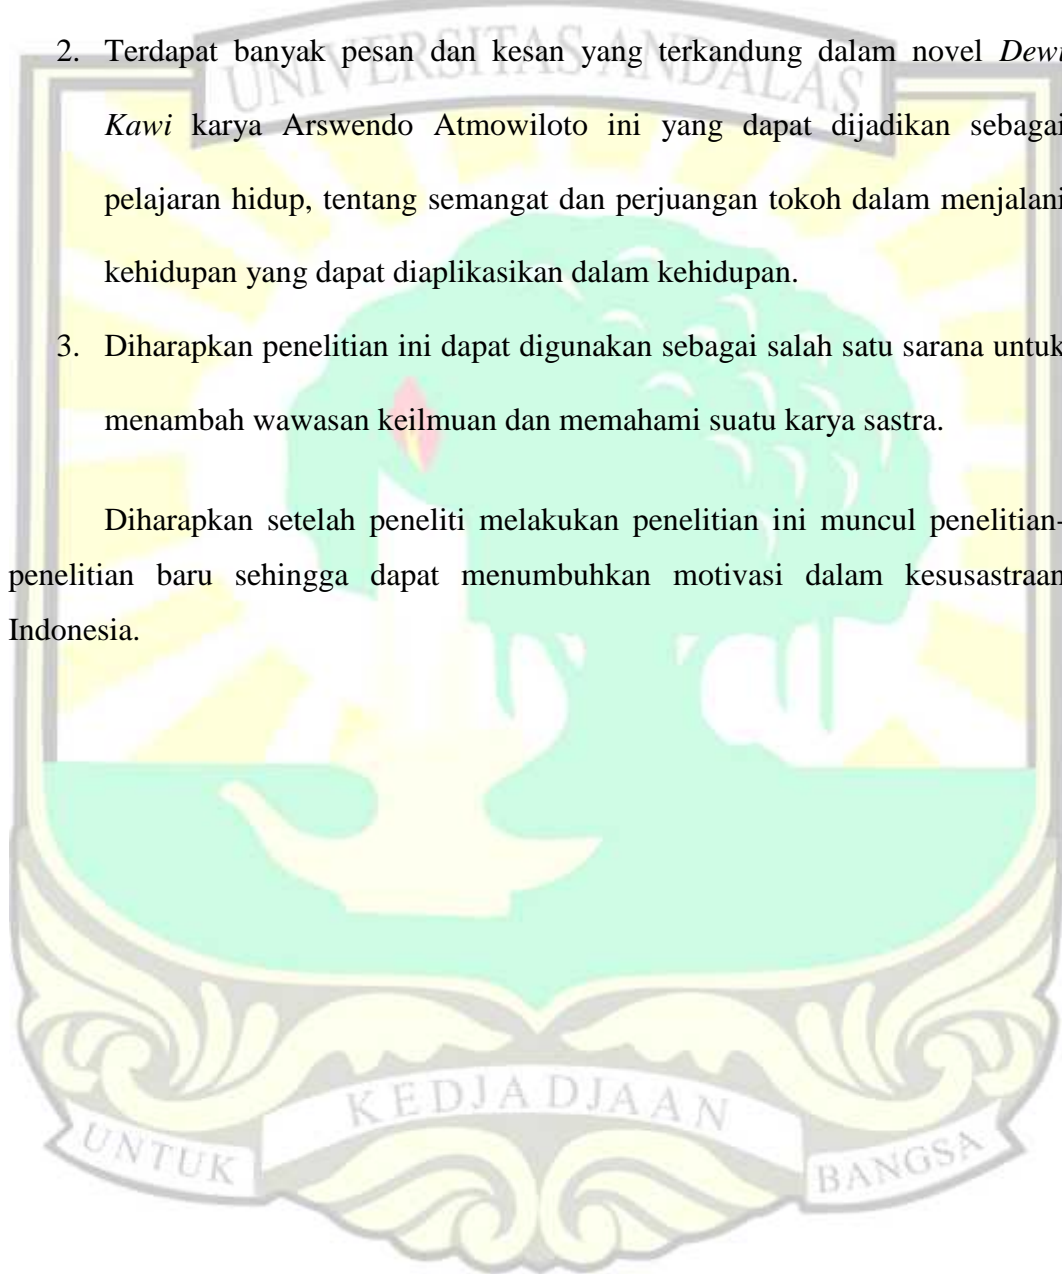 UNIVERSITAS ANDALAS
2. Terdapat banyak pesan dan kesan yang terkandung dalam novel Dewi
Kawi karya Arswendo Atmowiloto ini yang dapat dijadikan sebagai
pelajaran hidup, tentang semangat dan perjuangan tokoh dalam menjalani
kehidupan yang dapat diaplikasikan dalam kehidupan.
3. Diharapkan penelitian ini dapat digunakan sebagai salah satu sarana untuk
menambah wawasan keilmuan dan memahami suatu karya sastra.
Diharapkan setelah peneliti melakukan penelitian ini muncul penelitian-
penelitian baru sehingga dapat menumbuhkan motivasi dalam kesusastraan
Indonesia.
UNTUK KEDJADJAAN BANGSA